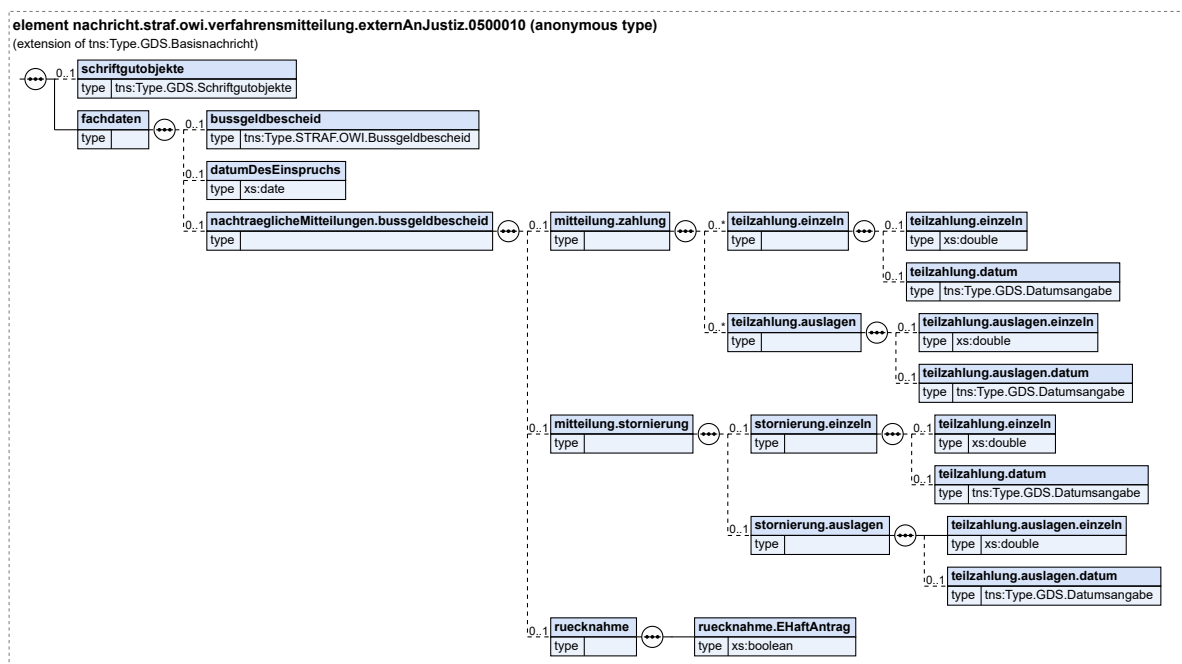 element nachricht.straf.owi.verfahrensmitteilung.externAnJustiz.0500010 (anonymous type)
(extension of tns:Type.GDS.Basisnachricht)
0..1 schriftgutobjekte
type tns:Type.GDS.Schriftgutobjekte
fachdaten
type
0..1 bussgeldbescheid
type tns:Type.STRAF.OWI.Bussgeldbescheid
0..1 datumDesEinspruchs
type xs:date
0..1 nachtraeglicheMitteilungen.bussgeldbescheid
type
0..1 mitteilung.zahlung
type
0..* teilzahlung.einzeln
type
0..1 teilzahlung.einzeln
type xs:double
0..1 teilzahlung.datum
type tns:Type.GDS.Datumsangabe
0..* teilzahlung.auslagen
type
0..1 teilzahlung.auslagen.einzeln
type xs:double
0..1 teilzahlung.auslagen.datum
type tns:Type.GDS.Datumsangabe
0..1 mitteilung.stornierung
type
0..1 stornierung.einzeln
type
0..1 teilzahlung.einzeln
type xs:double
0..1 teilzahlung.datum
type tns:Type.GDS.Datumsangabe
0..1 stornierung.auslagen
type
teilzahlung.auslagen.einzeln
type xs:double
0..1 teilzahlung.auslagen.datum
type tns:Type.GDS.Datumsangabe
0..1 ruecknahme
type
ruecknahme.EHaftAntrag
type xs:boolean